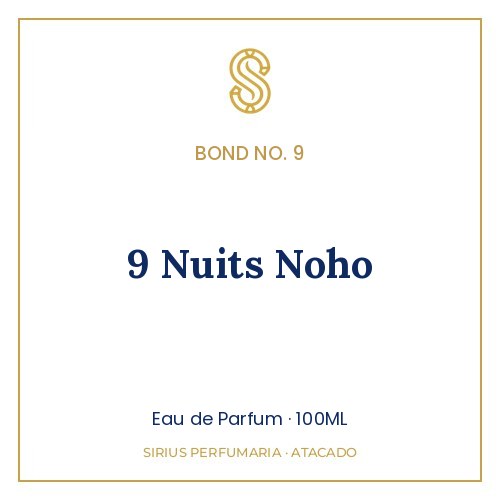 BOND NO. 9
9 Nuits Noho
Eau de Parfum · 100ML
SIRIUS PERFUMARIA · ATACADO